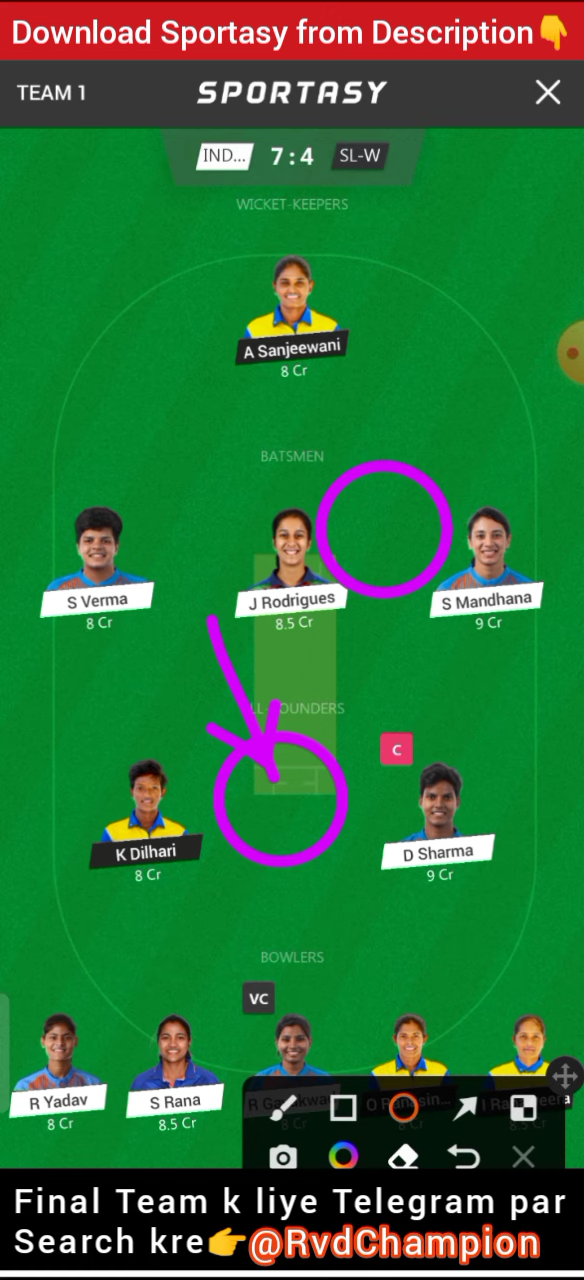 Download Sportasy from Description👇
TEAM 1 SPORTASY
IND... 7:4 SL-W
WICKET-KEEPERS
A Sanjeewani
8 Cr
BATSMEN
S Verma J Rodrigues S Mandhana
8 Cr 8.5 Cr 9 Cr
C
K Dilhari D Sharma
8 Cr 9 Cr
BOWLERS
VC
R Yadav S Rana
8 Cr 8.5 Cr
Final Team k liye Telegram par
Search kre👉@RvdChampion